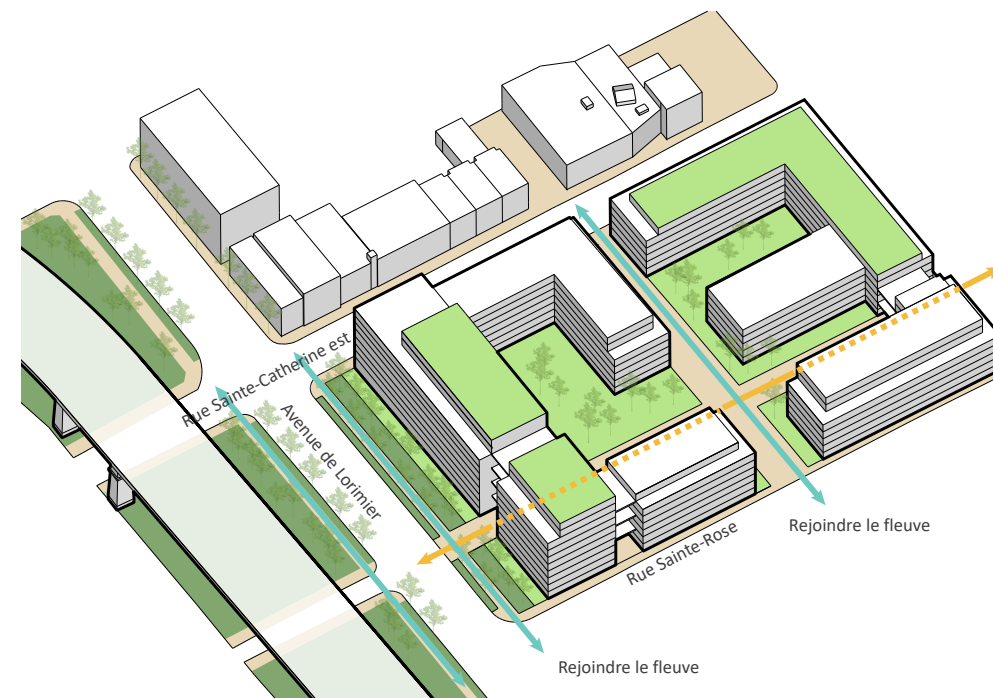 Rue Sainte-Catherine est
Avenue de Lorimier
Rejoindre le fleuve
Rue Sainte-Rose
Rejoindre le fleuve